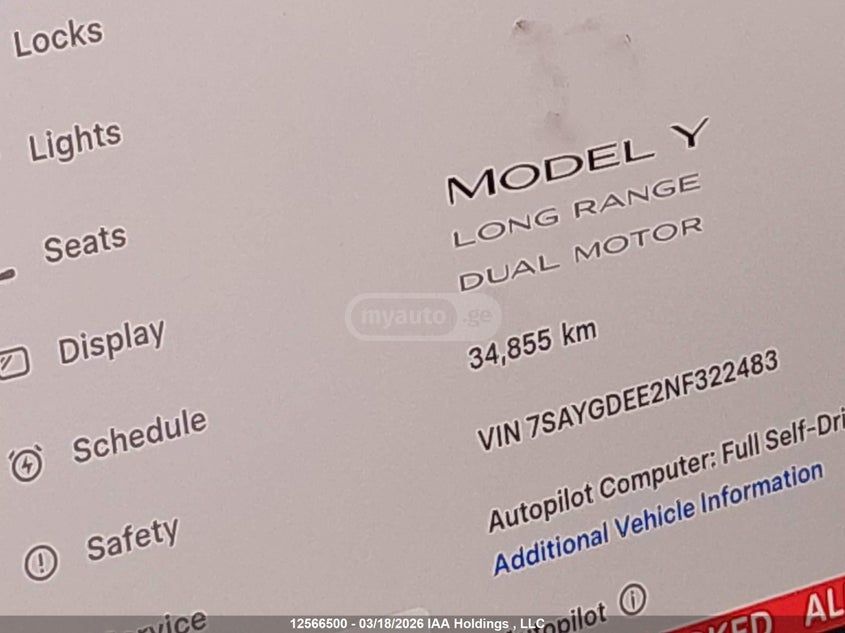 Locks
Lights
Seats
Display
Schedule
Safety
MODEL Y
LONG RANGE
DUAL MOTOR
myauto.ge
34,855 km
VIN 7SAYGDEE2NF322483
Autopilot Computer: Full Self-Dri
Additional Vehicle Information
12566500 - 03/18/2026 IAA Holdings , LLC